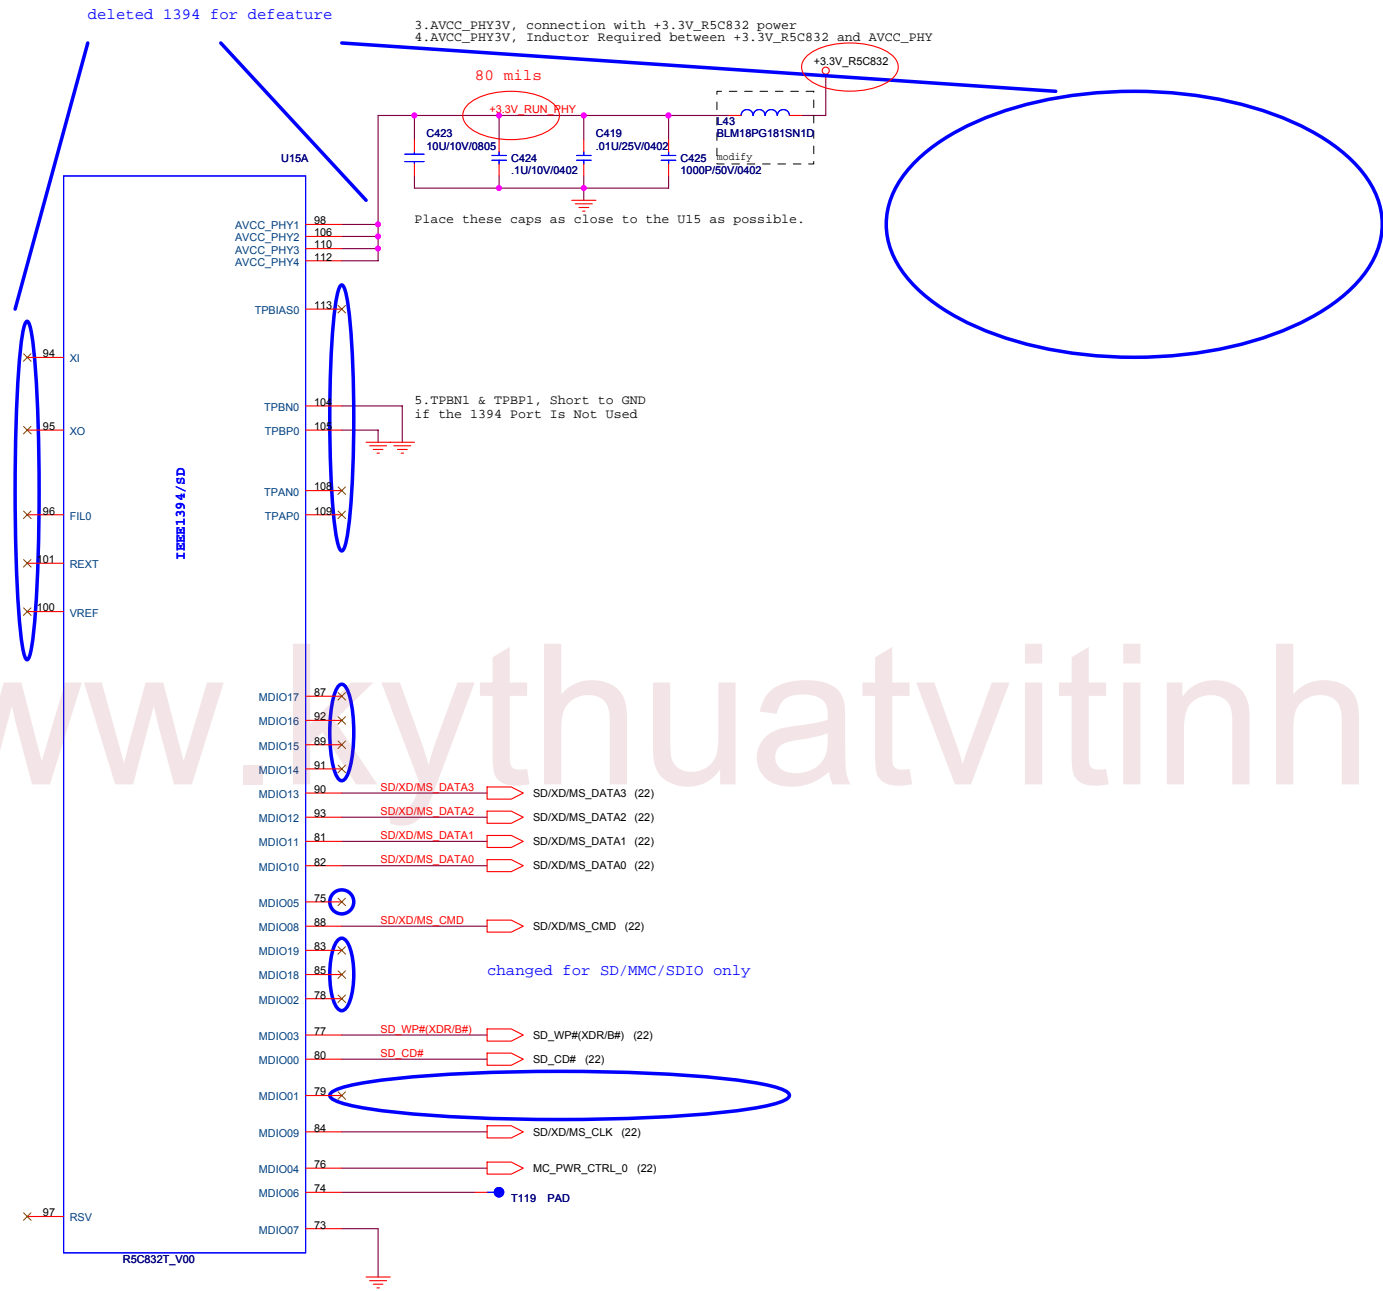 deleted 1394 for defeature
3.AVCC_PHY3V, connection with +3.3V_R5C832 power
4.AVCC_PHY3V, Inductor Required between +3.3V_R5C832 and AVCC_PHY
+3.3V_R5C832
80 mils
+3.3V_RUN_PHY
L43
BLM18PG181SN1D
modify
C423
10U/10V/0805
C419
.01U/25V/0402
C424
.1U/10V/0402
C425
1000P/50V/0402
U15A
Place these caps as close to the U15 as possible.
AVCC_PHY1 98
AVCC_PHY2 106
AVCC_PHY3 110
AVCC_PHY4 112
TPBIAS0 113
94 XI
5.TPBN1 & TPBP1, Short to GND
if the 1394 Port Is Not Used
TPBN0 104
95 XO
TPBP0 105
IEEE1394/SD
TPAN0 108
96 FIL0
TPAP0 109
101 REXT
100 VREF
www.kythuatvitinh
MDIO17 87
MDIO16 92
MDIO15 89
MDIO14 91
MDIO13 90 SD/XD/MS_DATA3 SD/XD/MS_DATA3 (22)
MDIO12 93 SD/XD/MS_DATA2 SD/XD/MS_DATA2 (22)
MDIO11 81 SD/XD/MS_DATA1 SD/XD/MS_DATA1 (22)
MDIO10 82 SD/XD/MS_DATA0 SD/XD/MS_DATA0 (22)
MDIO05 75
MDIO08 88 SD/XD/MS_CMD SD/XD/MS_CMD (22)
MDIO19 83
MDIO18 85
changed for SD/MMC/SDIO only
MDIO02 78
MDIO03 77 SD_WP#(XDR/B#) SD_WP#(XDR/B#) (22)
MDIO00 80 SD_CD# SD_CD# (22)
MDIO01 79
MDIO09 84 SD/XD/MS_CLK (22)
MDIO04 76 MC_PWR_CTRL_0 (22)
MDIO06 74 T119 PAD
97 RSV
MDIO07 73
R5C832T_V00